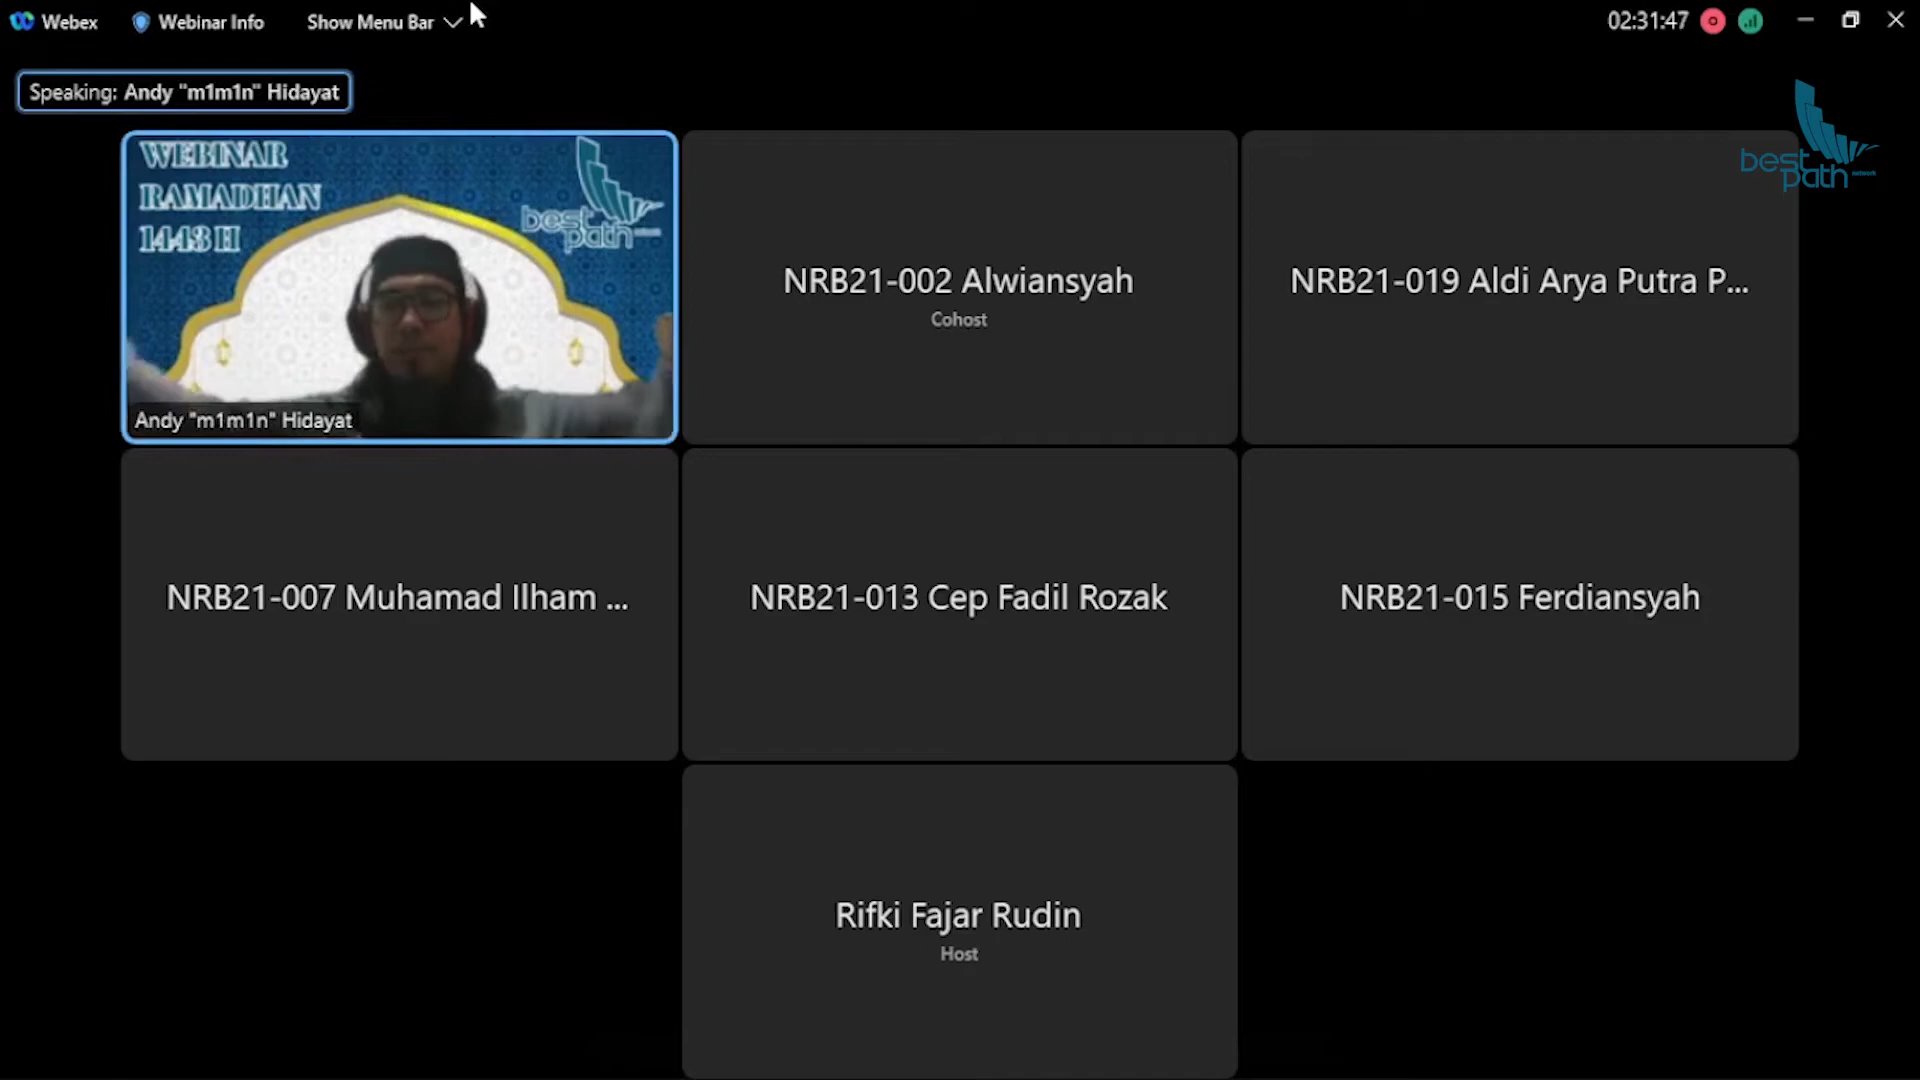 Webex
Webinar Info
Show Menu Bar
02:31:47
Speaking: Andy "m1m1n" Hidayat
WEBINAR
RAMADHAN
1443 H
best
path
Andy "m1m1n" Hidayat
NRB21-002 Alwiansyah
Cohost
NRB21-019 Aldi Arya Putra P...
best
path network
NRB21-007 Muhamad Ilham ...
NRB21-013 Cep Fadil Rozak
NRB21-015 Ferdiansyah
Rifki Fajar Rudin
Host